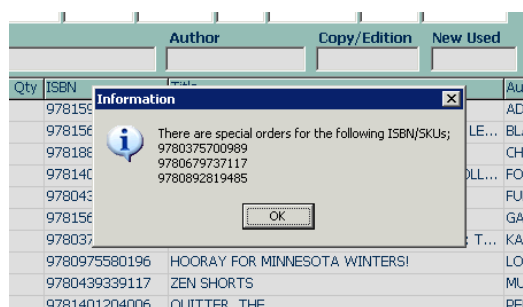 Author Copy/Edition New Used
Qty ISBN Title Au
978159 AD
978156 LE... BL
978188 CH
978140 OLL... FO
978043 FU
978156 GA
978037 : T... KA
9780975580196 HOORAY FOR MINNESOTA WINTERS! LO
9780439339117 ZEN SHORTS MU
9781401204006 QUITTER, THE PE
Information
There are special orders for the following ISBN/SKUs;
9780375700989
9780679737117
9780892819485
OK